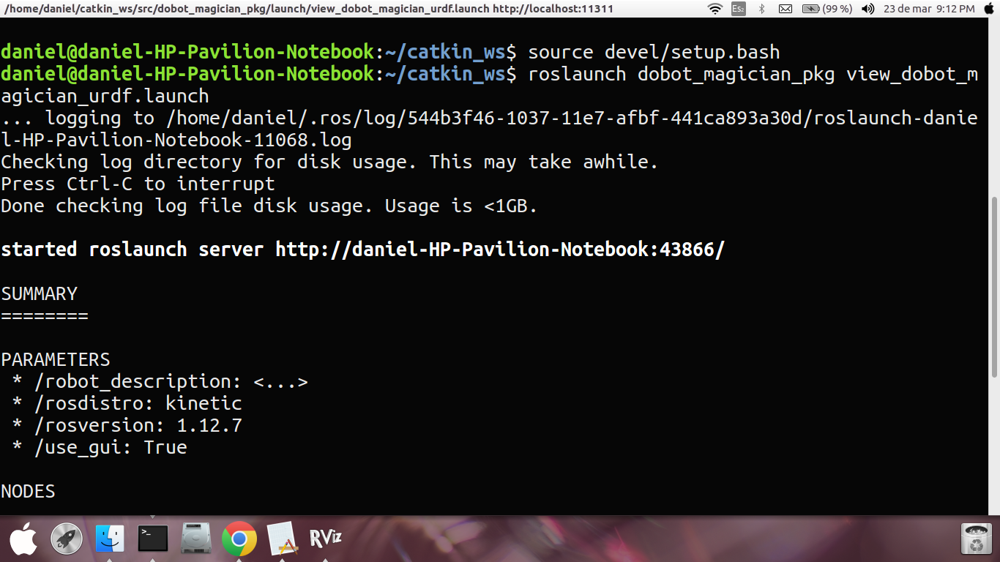 /home/daniel/catkin_ws/src/dobot_magician_pkg/launch/view_dobot_magician_urdf.launch http://localhost:11311
Es2 (99 %) 23 de mar 9:12 PM
daniel@daniel-HP-Pavilion-Notebook:~/catkin_ws$ source devel/setup.bash
daniel@daniel-HP-Pavilion-Notebook:~/catkin_ws$ roslaunch dobot_magician_pkg view_dobot_m
agician_urdf.launch
... logging to /home/daniel/.ros/log/544b3f46-1037-11e7-afbf-441ca893a30d/roslaunch-danie
l-HP-Pavilion-Notebook-11068.log
Checking log directory for disk usage. This may take awhile.
Press Ctrl-C to interrupt
Done checking log file disk usage. Usage is <1GB.
started roslaunch server http://daniel-HP-Pavilion-Notebook:43866/
SUMMARY
========
PARAMETERS
 * /robot_description: <...>
 * /rosdistro: kinetic
 * /rosversion: 1.12.7
 * /use_gui: True
NODES
>_
RViz